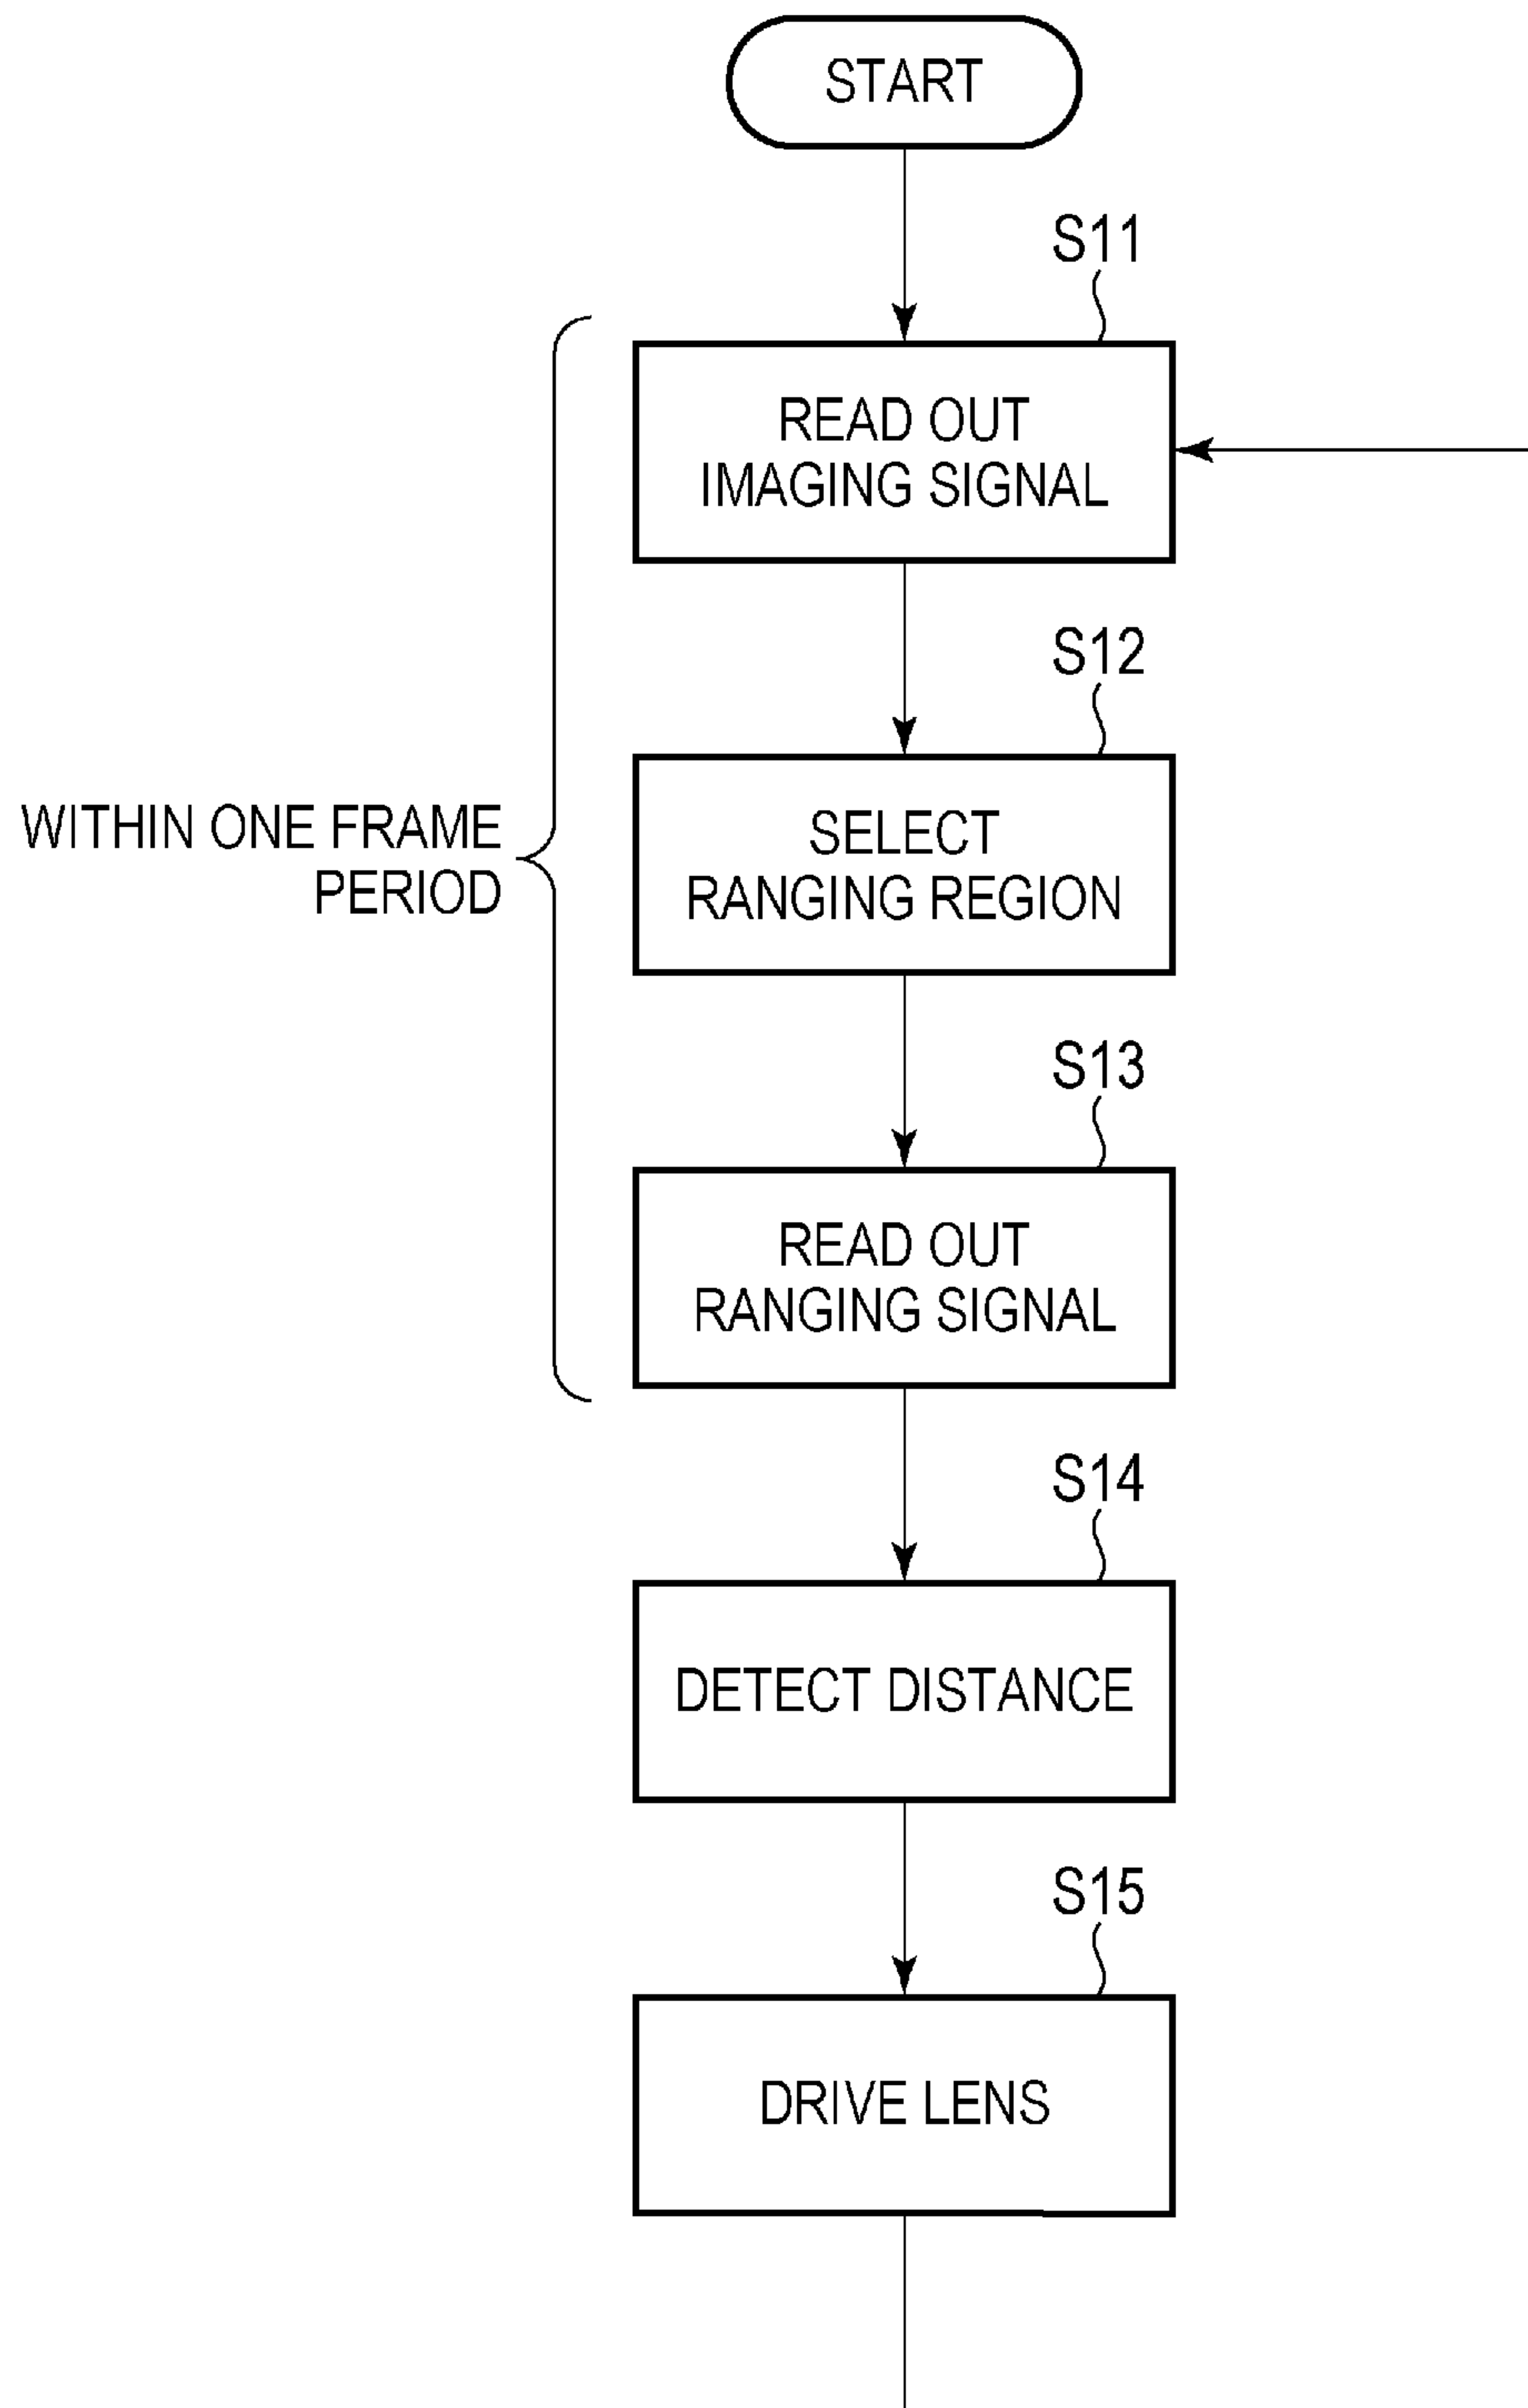 START
S11
READ OUT
IMAGING SIGNAL
S12
WITHIN ONE FRAME
PERIOD
SELECT
RANGING REGION
S13
READ OUT
RANGING SIGNAL
S14
DETECT DISTANCE
S15
DRIVE LENS